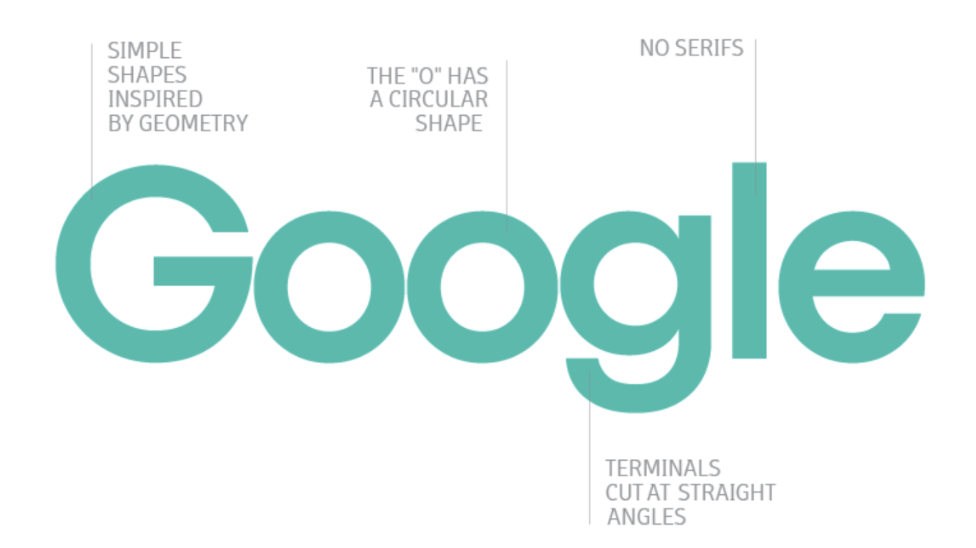 SIMPLE
SHAPES
INSPIRED
BY GEOMETRY
THE "O" HAS
A CIRCULAR
SHAPE
NO SERIFS
Google
TERMINALS
CUT AT STRAIGHT
ANGLES